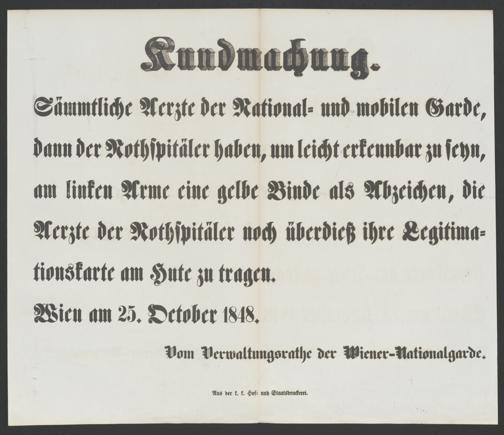 Kundmachung.
Sämmtliche Aerzte der National- und mobilen Garde,
dann der Nothspitäler haben, um leicht erkennbar zu seyn,
am linken Arme eine gelbe Binde als Abzeichen, die
Aerzte der Nothspitäler noch überdieß ihre Legitima-
tionskarte am Hute zu tragen.
Wien am 25. October 1848.
Vom Verwaltungsrathe der Wiener-Nationalgarde.
Aus der k. k. Hof- und Staatsdruckerei.